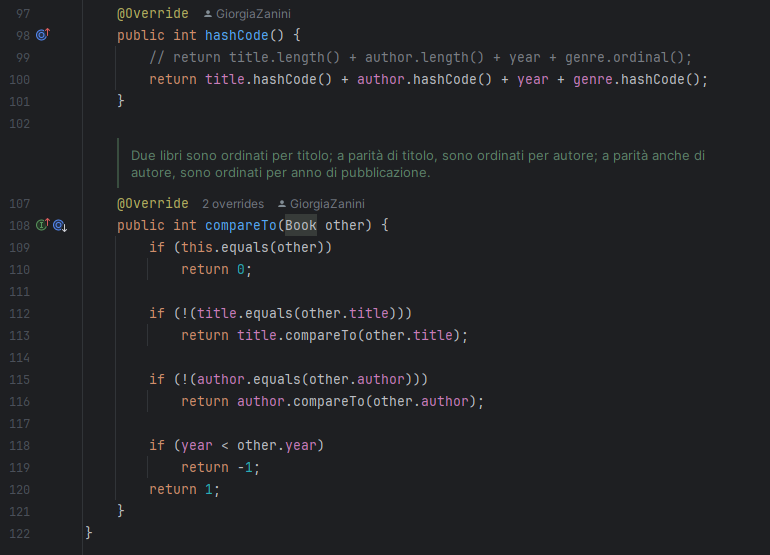 97 @Override GiorgiaZanini
98 public int hashCode() {
99 // return title.length() + author.length() + year + genre.ordinal();
100 return title.hashCode() + author.hashCode() + year + genre.hashCode();
101 }
102
Due libri sono ordinati per titolo; a parità di titolo, sono ordinati per autore; a parità anche di
autore, sono ordinati per anno di pubblicazione.
107 @Override 2 overrides GiorgiaZanini
108 public int compareTo(Book other) {
109 if (this.equals(other))
110 return 0;
111
112 if (!(title.equals(other.title)))
113 return title.compareTo(other.title);
114
115 if (!(author.equals(other.author)))
116 return author.compareTo(other.author);
117
118 if (year < other.year)
119 return -1;
120 return 1;
121 }
122 }